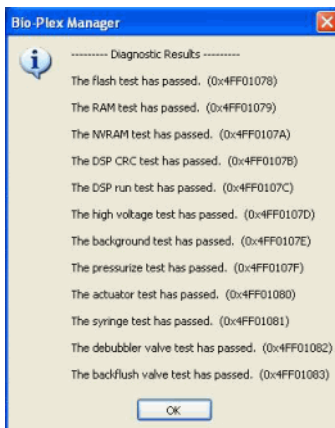 Bio-Plex Manager
--------- Diagnostic Results ---------
The flash test has passed. (0x4FF01078)
The RAM test has passed. (0x4FF01079)
The NVRAM test has passed. (0x4FF0107A)
The DSP CRC test has passed. (0x4FF0107B)
The DSP run test has passed. (0x4FF0107C)
The high voltage test has passed. (0x4FF0107D)
The background test has passed. (0x4FF0107E)
The pressurize test has passed. (0x4FF0107F)
The actuator test has passed. (0x4FF01080)
The syringe test has passed. (0x4FF01081)
The debubbler valve test has passed. (0x4FF01082)
The backflush valve test has passed. (0x4FF01083)
OK